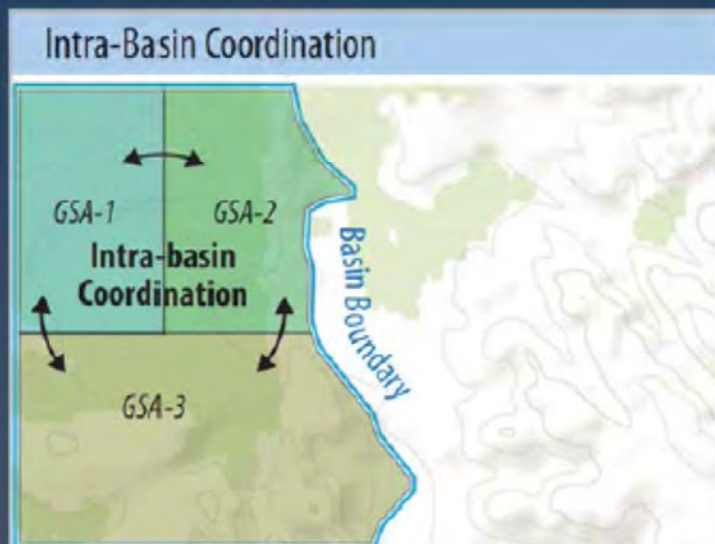 Intra-Basin Coordination
GSA-1
GSA-2
Intra-basin
Coordination
GSA-3
Basin Boundary